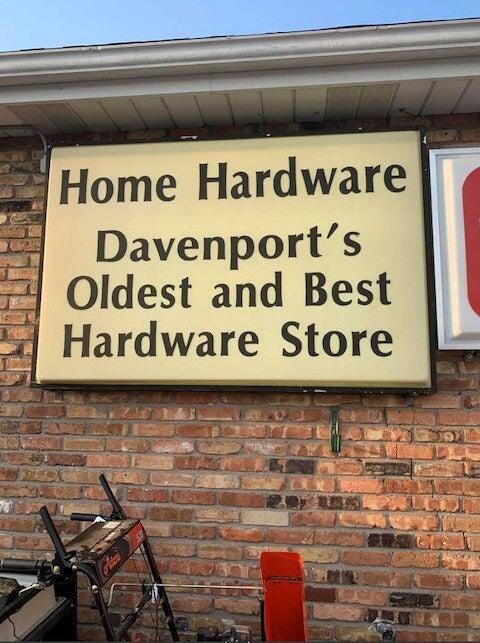 Home Hardware
Davenport's
Oldest and Best
Hardware Store